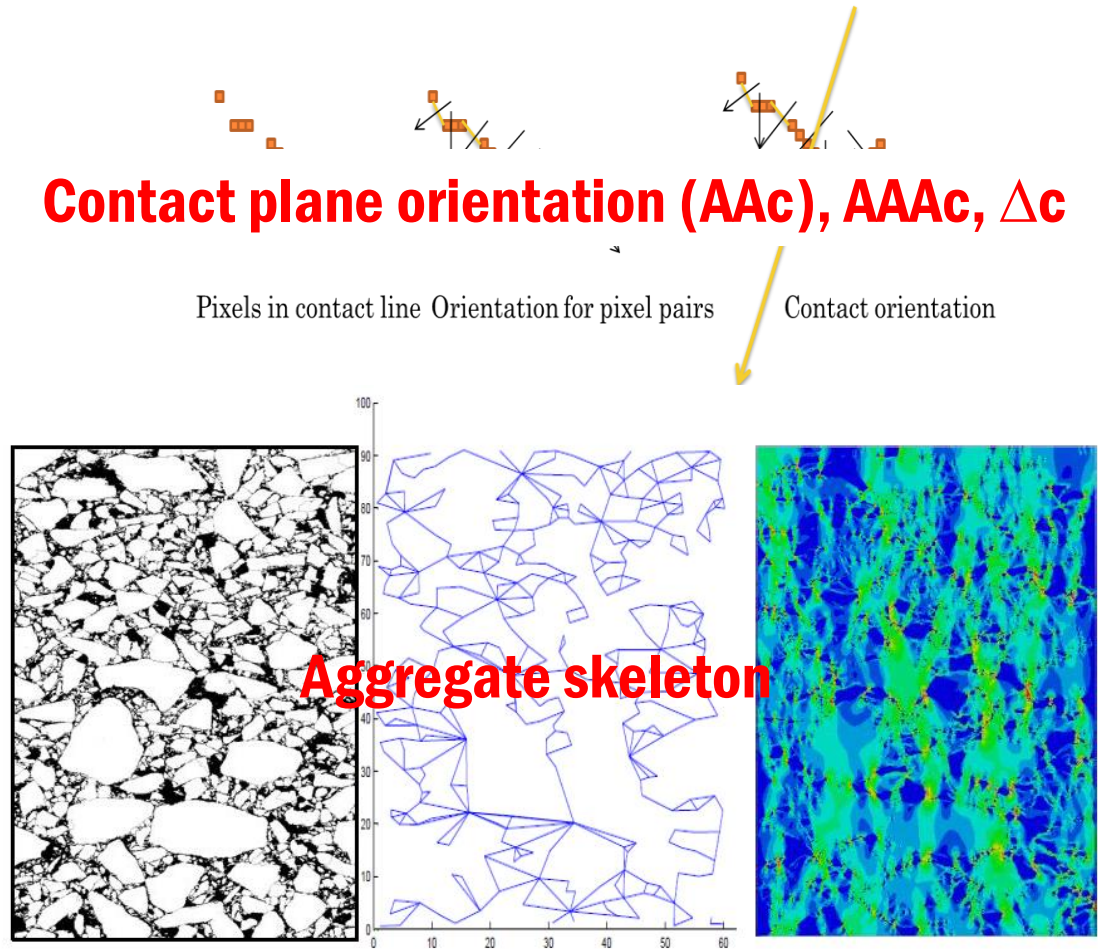 Contact plane orientation (AAc), AAAc, Δc
Pixels in contact line Orientation for pixel pairs Contact orientation
100
90
80
70
60
50
Aggregate skeleton
40
30
20
10
0
0 10 20 30 40 50 60